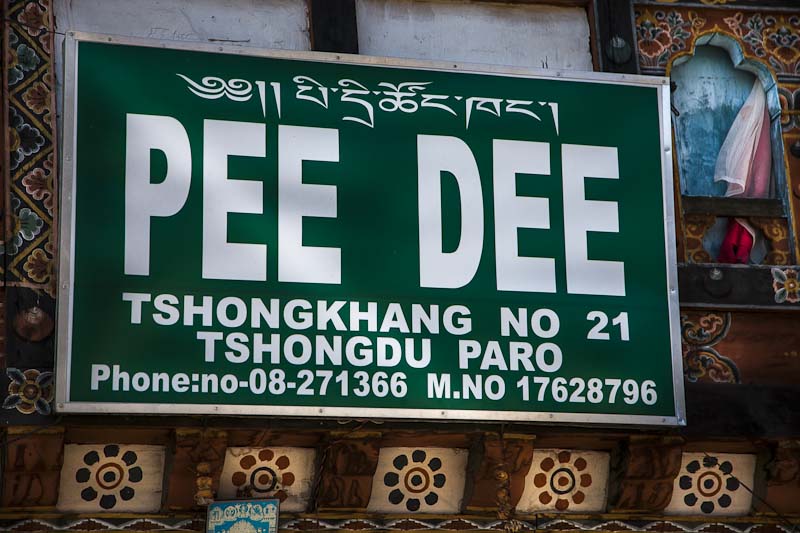 ༄༅།། པི་དྲི་ཚོང་ཁང་།
PEE DEE
TSHONGKHANG NO 21
TSHONGDU PARO
Phone:no-08-271366 M.NO 17628796